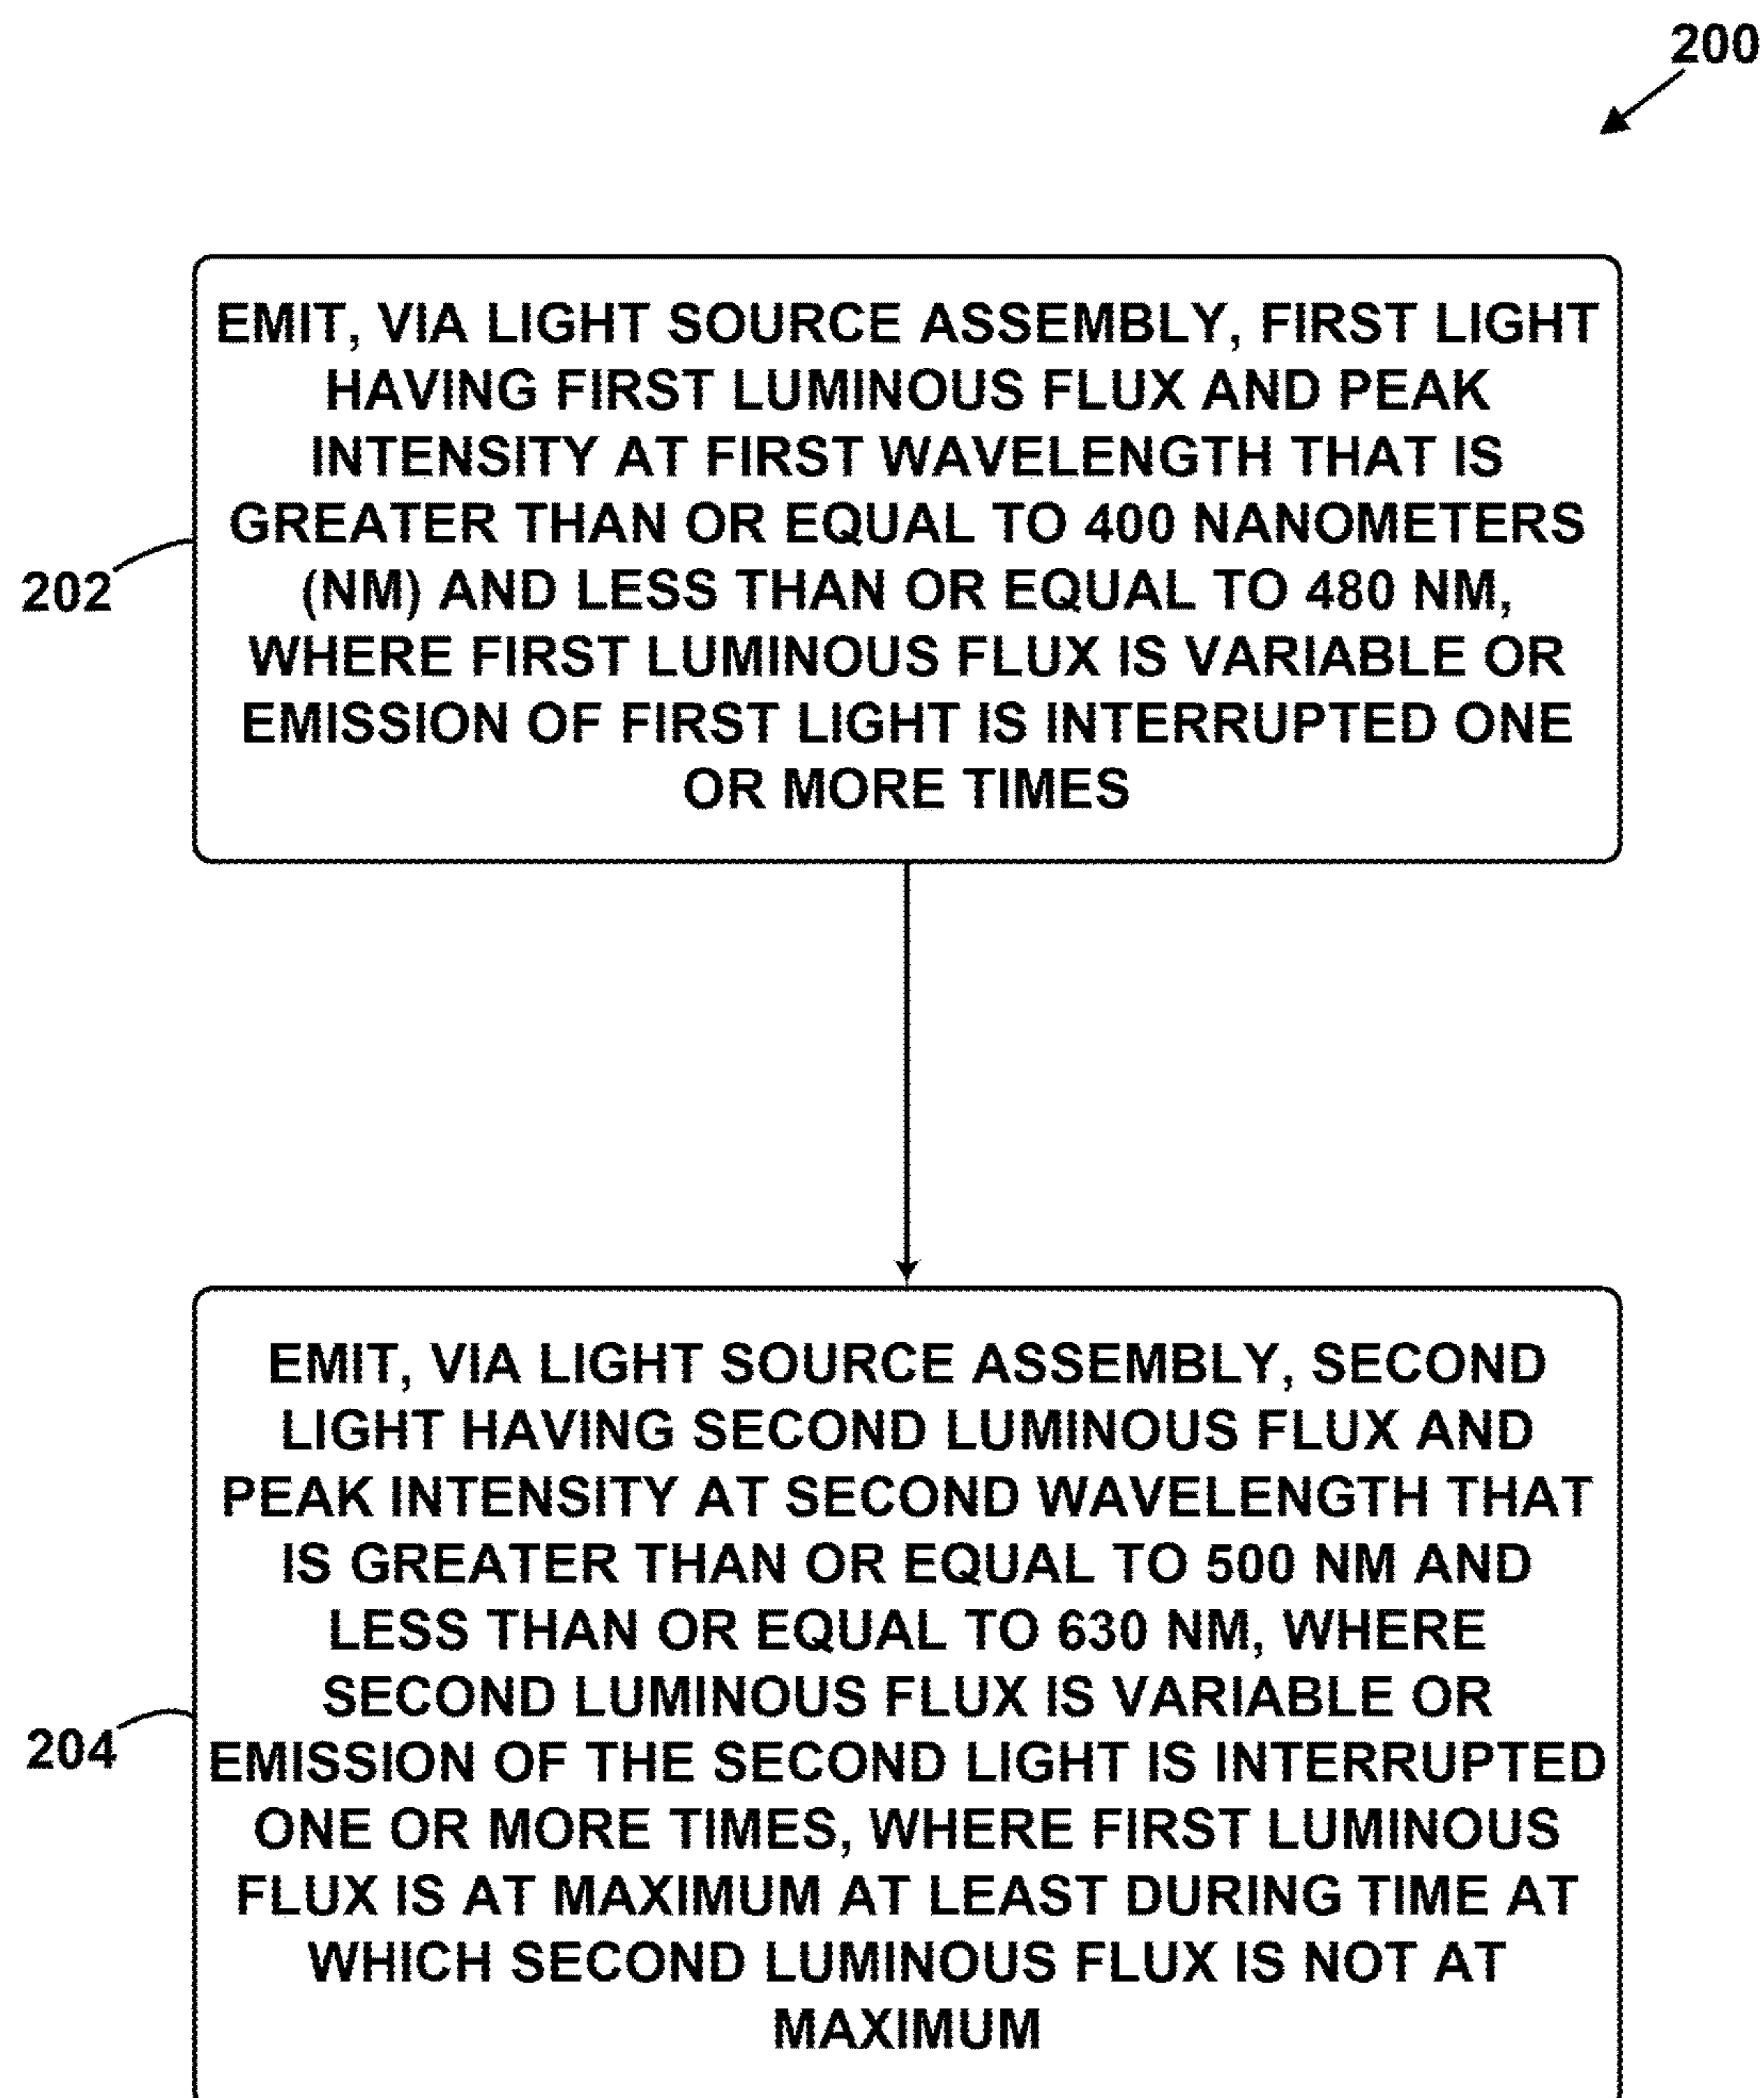 200
EMIT, VIA LIGHT SOURCE ASSEMBLY, FIRST LIGHT
HAVING FIRST LUMINOUS FLUX AND PEAK
INTENSITY AT FIRST WAVELENGTH THAT IS
GREATER THAN OR EQUAL TO 400 NANOMETERS
(NM) AND LESS THAN OR EQUAL TO 480 NM,
WHERE FIRST LUMINOUS FLUX IS VARIABLE OR
EMISSION OF FIRST LIGHT IS INTERRUPTED ONE
OR MORE TIMES
202
EMIT, VIA LIGHT SOURCE ASSEMBLY, SECOND
LIGHT HAVING SECOND LUMINOUS FLUX AND
PEAK INTENSITY AT SECOND WAVELENGTH THAT
IS GREATER THAN OR EQUAL TO 500 NM AND
LESS THAN OR EQUAL TO 630 NM, WHERE
SECOND LUMINOUS FLUX IS VARIABLE OR
EMISSION OF THE SECOND LIGHT IS INTERRUPTED
ONE OR MORE TIMES, WHERE FIRST LUMINOUS
FLUX IS AT MAXIMUM AT LEAST DURING TIME AT
WHICH SECOND LUMINOUS FLUX IS NOT AT
MAXIMUM
204